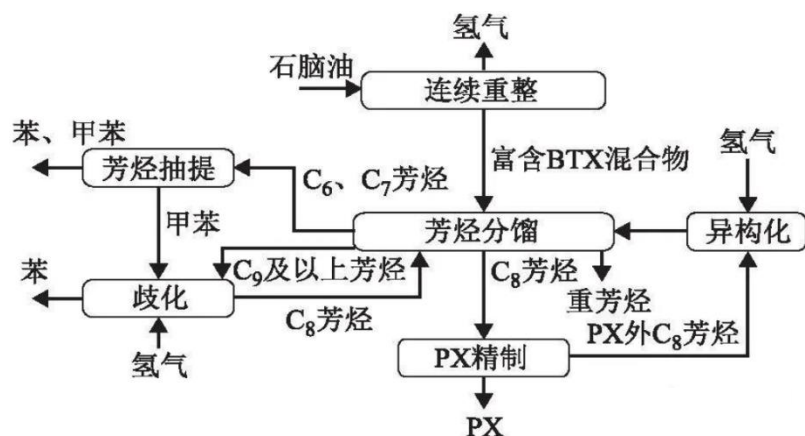 氢气
石脑油
连续重整
苯、甲苯
芳烃抽提
C₆、C₇芳烃
富含BTX混合物
氢气
甲苯
芳烃分馏
异构化
苯
歧化
C₉及以上芳烃
C₈芳烃
C₈芳烃
重芳烃
PX外C₈芳烃
氢气
PX精制
PX